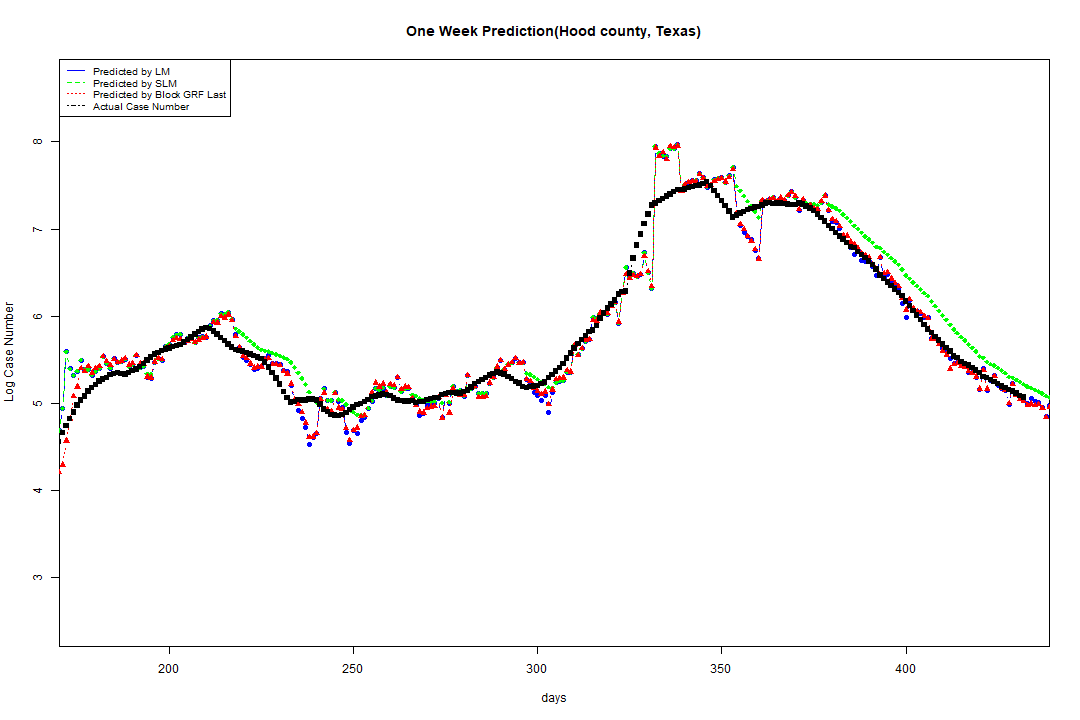 One Week Prediction(Hood county, Texas)
Predicted by LM
Predicted by SLM
Predicted by Block GRF Last
Actual Case Number
Log Case Number
8
7
6
5
4
3
200 250 300 350 400
days